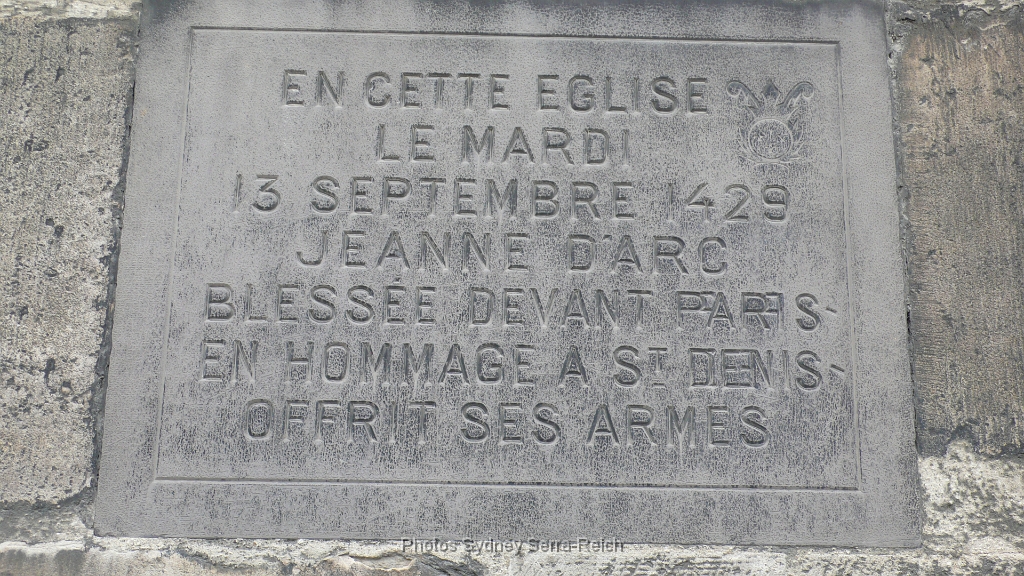 EN CETTE EGLISE
LE MARDI
13 SEPTEMBRE 1429
JEANNE D'ARC
BLESSÉE DEVANT PARIS-
EN HOMMAGE A ST DENIS-
OFFRIT SES ARMES
Photos Sydney Serra-Reich